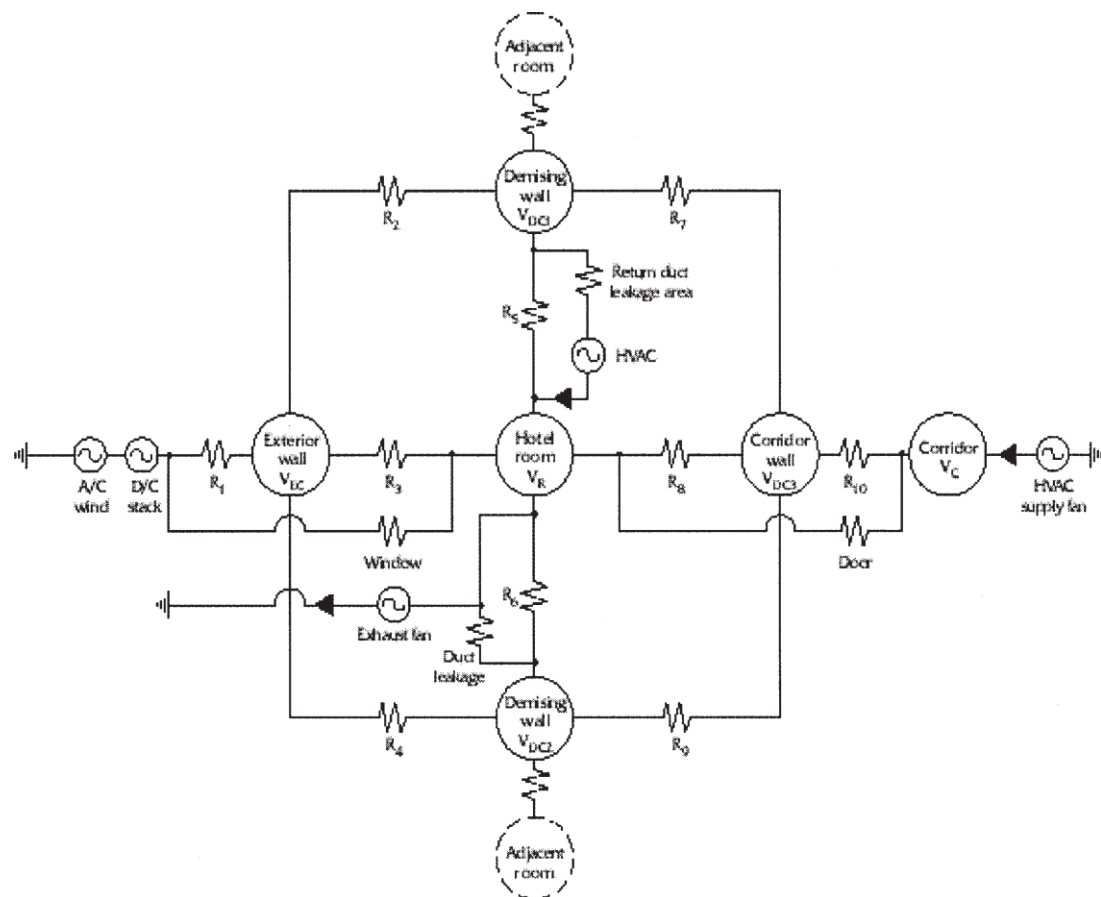 Adjacent
room
Demising
wall
V_DC1
R_2
R_7
Return duct
leakage area
R_5
HVAC
Exterior
wall
V_EC
Hotel
room
V_R
Corridor
wall
V_DC3
Corridor
V_C
A/C
wind
D/C
stack
R_1
R_3
R_8
R_10
HVAC
supply fan
Window
Door
R_6
Exhaust fan
Duct
leakage
Demising
wall
V_DC2
R_4
R_9
Adjacent
room